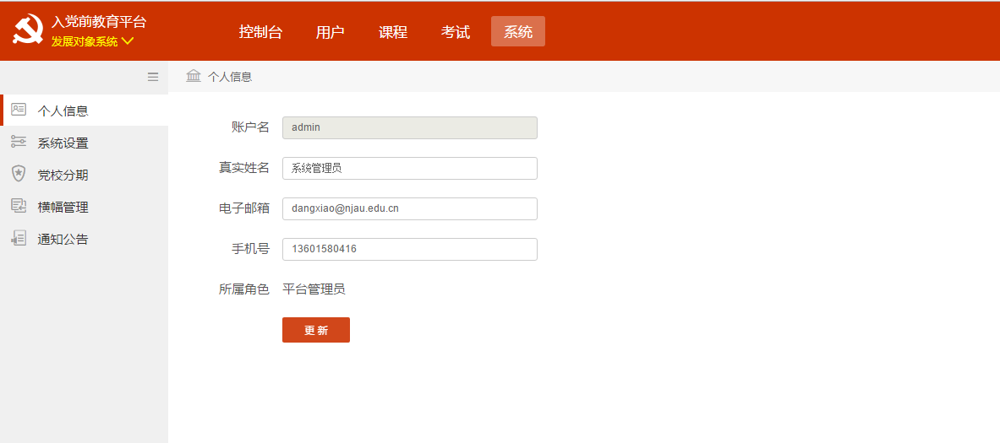 入党前教育平台
发展对象系统
控制台 用户 课程 考试 系统
个人信息
个人信息
系统设置
党校分期
横幅管理
通知公告
账户名 admin
真实姓名 系统管理员
电子邮箱 dangxiao@njau.edu.cn
手机号 13601580416
所属角色 平台管理员
更 新